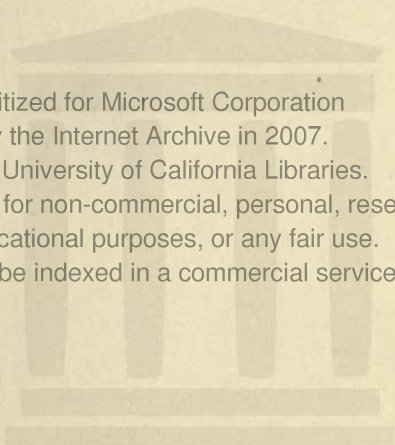 itized for Microsoft Corporation
the Internet Archive in 2007.
University of California Libraries.
for non-commercial, personal, rese
cational purposes, or any fair use.
be indexed in a commercial service